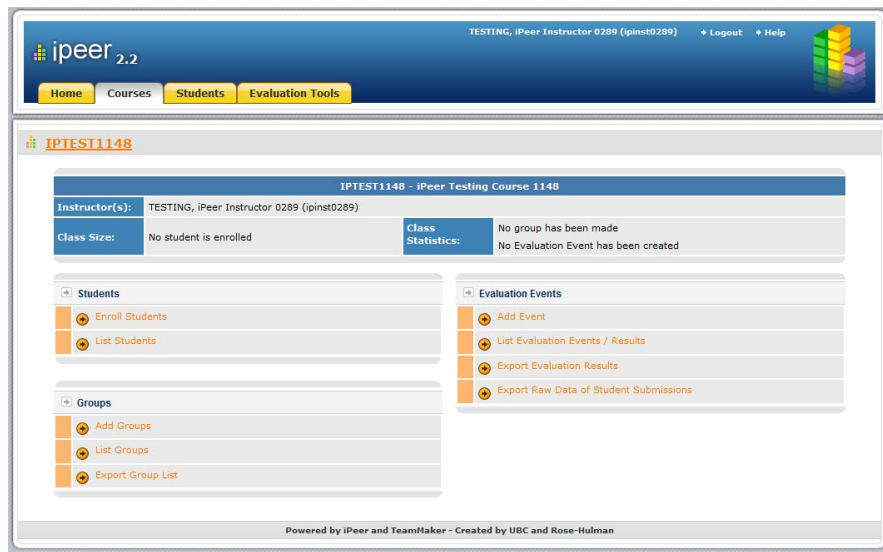 TESTING, iPeer Instructor 0289 (ipinst0289) Logout Help
ipeer 2.2
Home Courses Students Evaluation Tools
IPTEST1148
IPTEST1148 - iPeer Testing Course 1148
Instructor(s): TESTING, iPeer Instructor 0289 (ipinst0289)
Class Size: No student is enrolled
Class Statistics:
No group has been made
No Evaluation Event has been created
Students
Enroll Students
List Students
Groups
Add Groups
List Groups
Export Group List
Evaluation Events
Add Event
List Evaluation Events / Results
Export Evaluation Results
Export Raw Data of Student Submissions
Powered by iPeer and TeamMaker - Created by UBC and Rose-Hulman